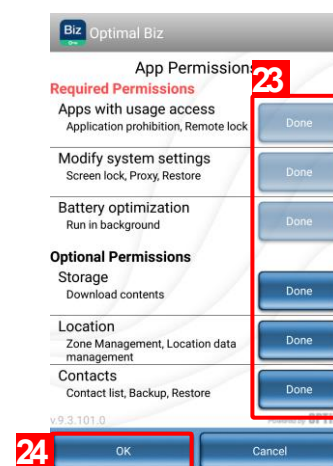 Biz Optimal Biz
App Permissions
23
Required Permissions
Apps with usage access
Application prohibition, Remote lock
Done
Modify system settings
Screen lock, Proxy, Restore
Done
Battery optimization
Run in background
Done
Optional Permissions
Storage
Download contents
Done
Location
Zone Management, Location data
management
Done
Contacts
Contact list, Backup, Restore
Done
v.9.3.101.0
24
OK
Cancel